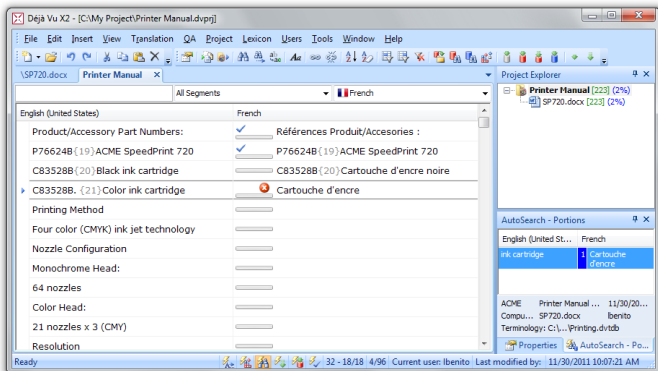 Déjà Vu X2 - [C:\My Project\Printer Manual.dvprj]
File Edit Insert View Translation QA Project Lexicon Users Tools Window Help
\SP720.docx Printer Manual
All Segments French
English (United States) French
Product/Accessory Part Numbers: Références Produit/Accesories :
P76624B{19}ACME SpeedPrint 720 P76624B{19}ACME SpeedPrint 720
C83528B{20}Black ink cartridge C83528B{20}Cartouche d'encre noire
C83528B. {21}Color ink cartridge Cartouche d'encre
Printing Method
Four color (CMYK) ink jet technology
Nozzle Configuration
Monochrome Head:
64 nozzles
Color Head:
21 nozzles x 3 (CMY)
Resolution
Project Explorer
Printer Manual [223] (2%)
SP720.docx [223] (2%)
AutoSearch - Portions
English (United St... French
ink cartridge 1 Cartouche
d'encre
ACME Printer Manual ... 11/30/20...
Compu... SP720.docx lbenito
Terminology: C:\,...\Printing.dvtdb
Properties AutoSearch - Po...
Ready 32 - 18/18 4/96 Current user: lbenito Last modified by: 11/30/2011 10:07:21 AM